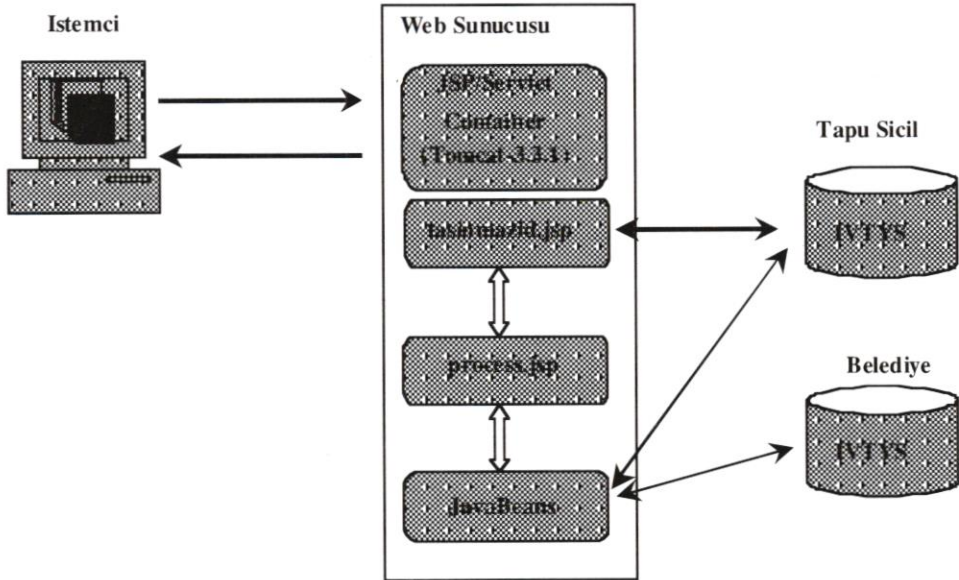 Istemci
Web Sunucusu
JSP/Servlet
Container
(Tomcat-3.3.1)
Tapu Sicil
tasinmazid.jsp
IVTYS
process.jsp
Belediye
IVTYS
JavaBeans